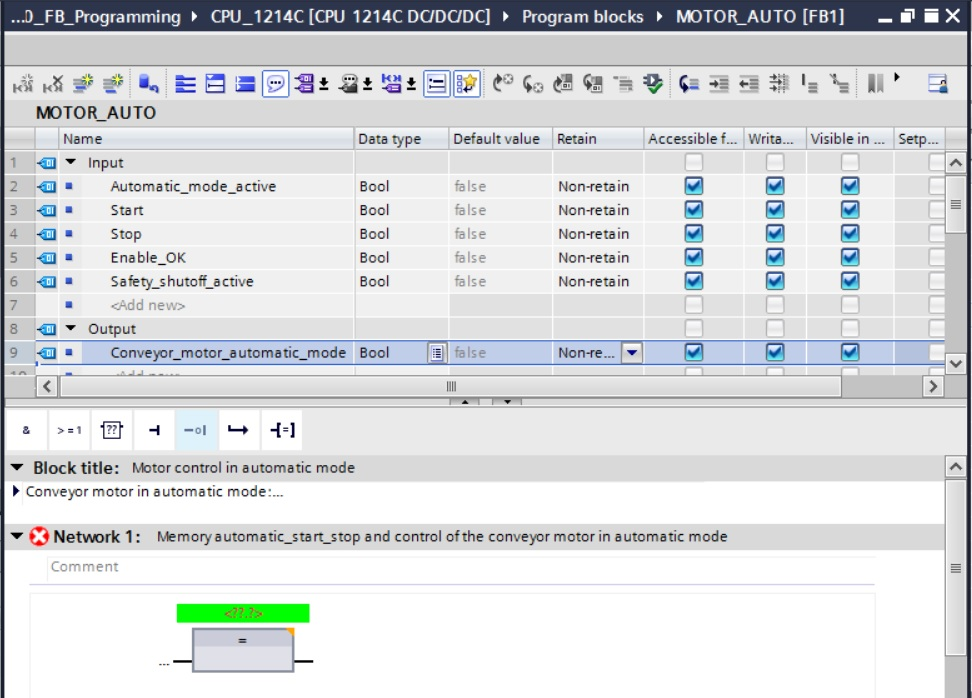 ...0_FB_Programming ▸ CPU_1214C [CPU 1214C DC/DC/DC] ▸ Program blocks ▸ MOTOR_AUTO [FB1]
MOTOR_AUTO
Name Data type Default value Retain Accessible f... Writa... Visible in ... Setp...
1 Input
2 Automatic_mode_active Bool false Non-retain
3 Start Bool false Non-retain
4 Stop Bool false Non-retain
5 Enable_OK Bool false Non-retain
6 Safety_shutoff_active Bool false Non-retain
7 <Add new>
8 Output
9 Conveyor_motor_automatic_mode Bool false Non-re...
10 <Add new>
& >=1 ??
Block title: Motor control in automatic mode
Conveyor motor in automatic mode:...
Network 1: Memory automatic_start_stop and control of the conveyor motor in automatic mode
Comment
<??.?>
=
...